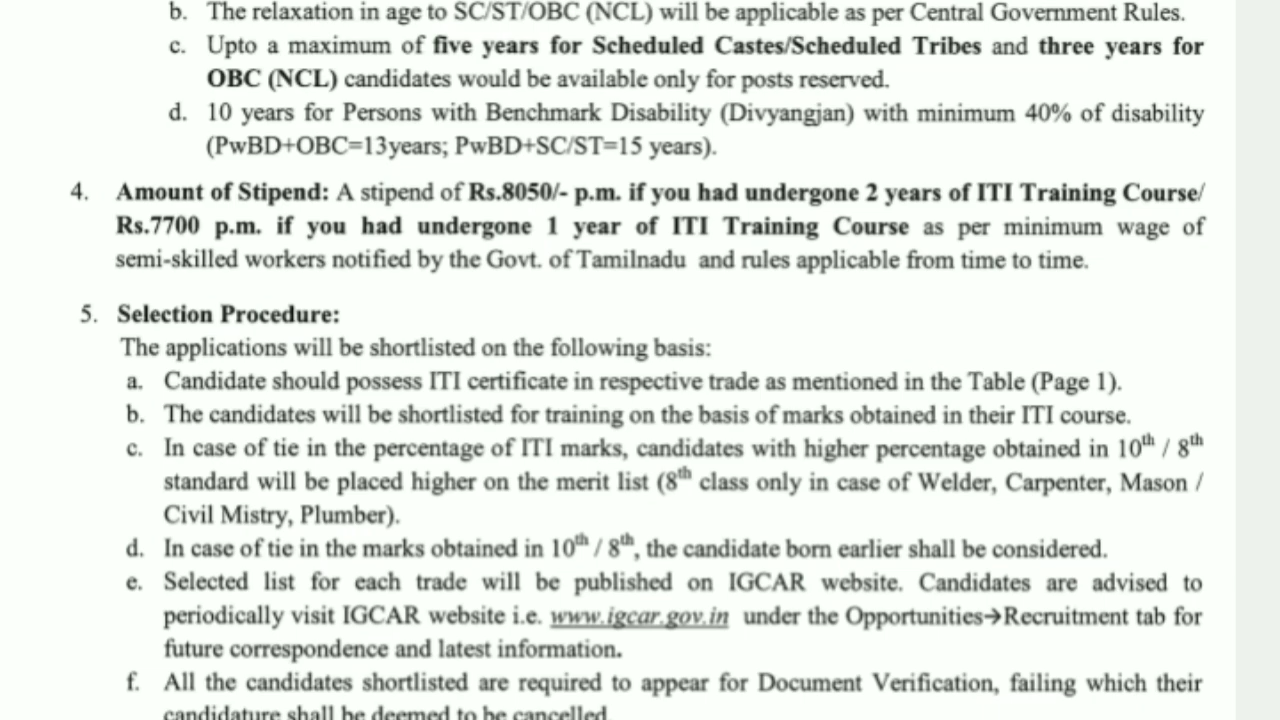 b. The relaxation in age to SC/ST/OBC (NCL) will be applicable as per Central Government Rules.
c. Upto a maximum of five years for Scheduled Castes/Scheduled Tribes and three years for
OBC (NCL) candidates would be available only for posts reserved.
d. 10 years for Persons with Benchmark Disability (Divyangjan) with minimum 40% of disability
(PwBD+OBC=13years; PwBD+SC/ST=15 years).
4. Amount of Stipend: A stipend of Rs.8050/- p.m. if you had undergone 2 years of ITI Training Course/
Rs.7700 p.m. if you had undergone 1 year of ITI Training Course as per minimum wage of
semi-skilled workers notified by the Govt. of Tamilnadu and rules applicable from time to time.
5. Selection Procedure:
The applications will be shortlisted on the following basis:
a. Candidate should possess ITI certificate in respective trade as mentioned in the Table (Page 1).
b. The candidates will be shortlisted for training on the basis of marks obtained in their ITI course.
c. In case of tie in the percentage of ITI marks, candidates with higher percentage obtained in 10th / 8th
standard will be placed higher on the merit list (8th class only in case of Welder, Carpenter, Mason /
Civil Mistry, Plumber).
d. In case of tie in the marks obtained in 10th / 8th, the candidate born earlier shall be considered.
e. Selected list for each trade will be published on IGCAR website. Candidates are advised to
periodically visit IGCAR website i.e. www.igcar.gov.in under the Opportunities→Recruitment tab for
future correspondence and latest information.
f. All the candidates shortlisted are required to appear for Document Verification, failing which their
candidature shall be deemed to be cancelled.